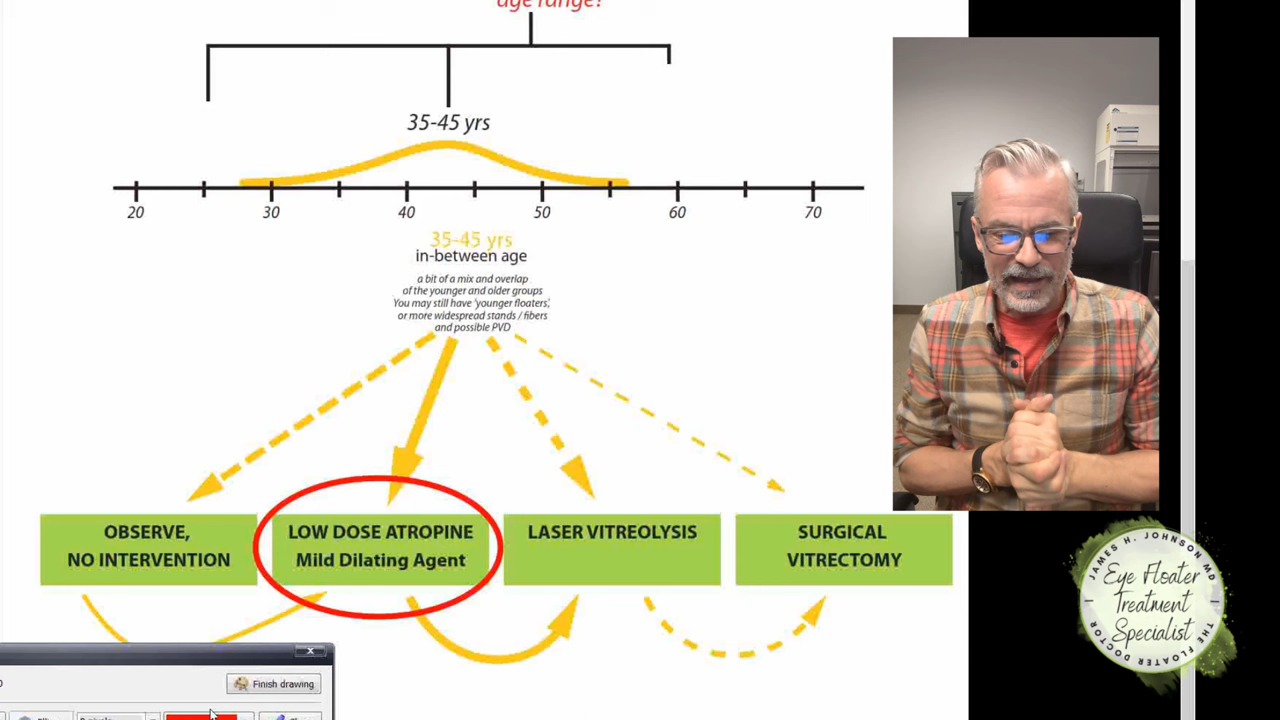 age range?
35-45 yrs
20 30 40 50 60 70
35-45 yrs
in-between age
a bit of a mix and overlap
of the younger and older groups
You may still have 'younger floaters,'
or more widespread stands / fibers
and possible PVD
OBSERVE,
NO INTERVENTION
LOW DOSE ATROPINE
Mild Dilating Agent
LASER VITREOLYSIS
SURGICAL
VITRECTOMY
JAMES H. JOHNSON MD
Eye Floater
Treatment
Specialist
THE FLOATER DOCTOR
x
Finish drawing